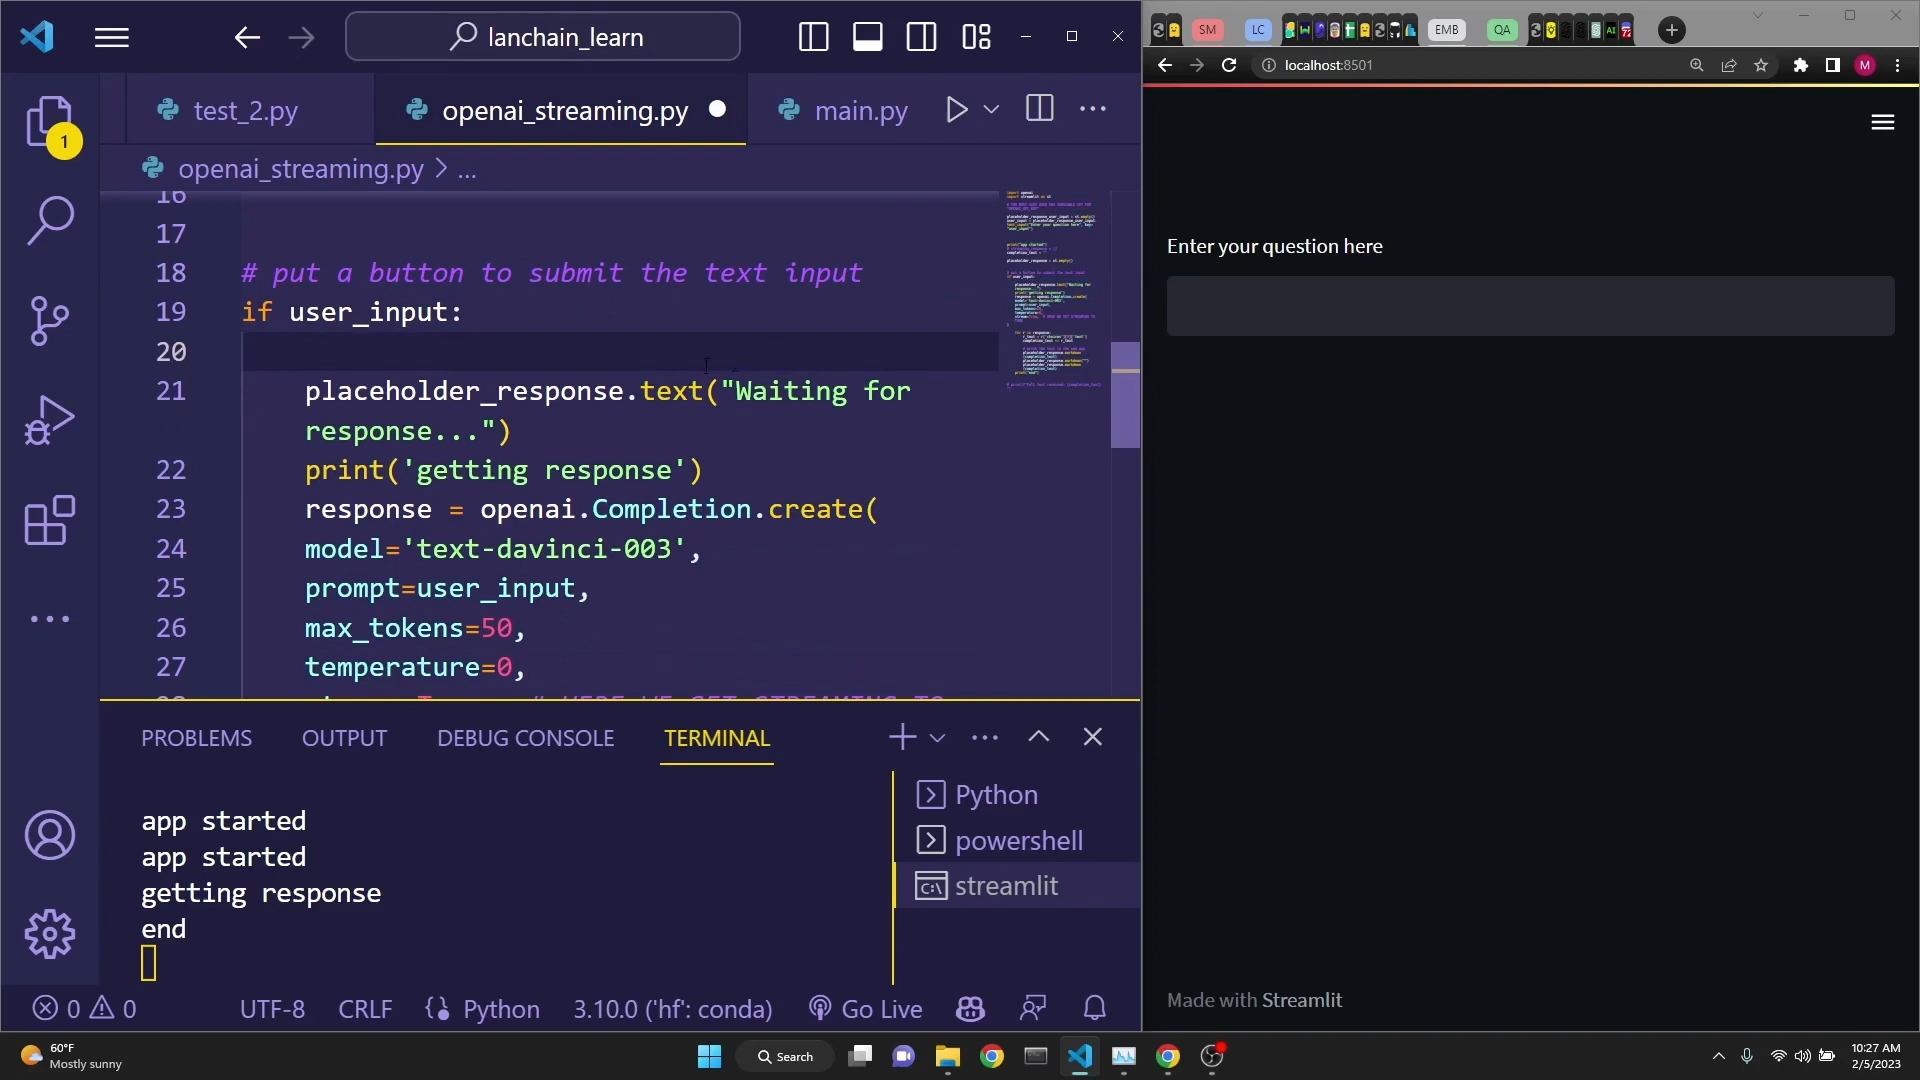 lanchain_learn
SM
LC
EMB
QA
test_2.py
openai_streaming.py
main.py
localhost:8501
M
1
openai_streaming.py > ...
16
17
18 # put a button to submit the text input
19 if user_input:
20
21 placeholder_response.text("Waiting for
response...")
22 print('getting response')
23 response = openai.Completion.create(
24 model='text-davinci-003',
25 prompt=user_input,
26 max_tokens=50,
27 temperature=0,
Enter your question here
PROBLEMS
OUTPUT
DEBUG CONSOLE
TERMINAL
app started
app started
getting response
end
Python
powershell
streamlit
Made with Streamlit
0 0
UTF-8
CRLF
Python
3.10.0 ('hf': conda)
Go Live
60°F
Mostly sunny
Search
10:27 AM
2/5/2023